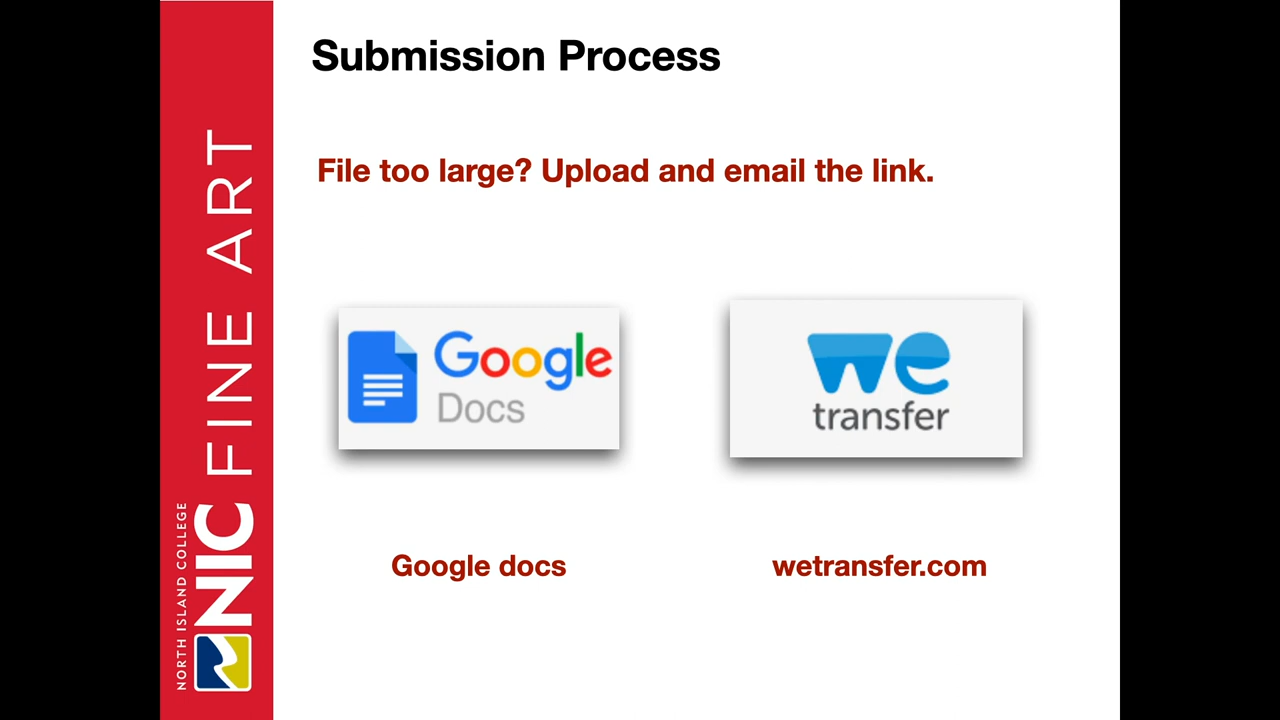 Submission Process
File too large? Upload and email the link.
Google
Docs
we
transfer
Google docs
wetransfer.com
NORTH ISLAND COLLEGE
NIC FINE ART